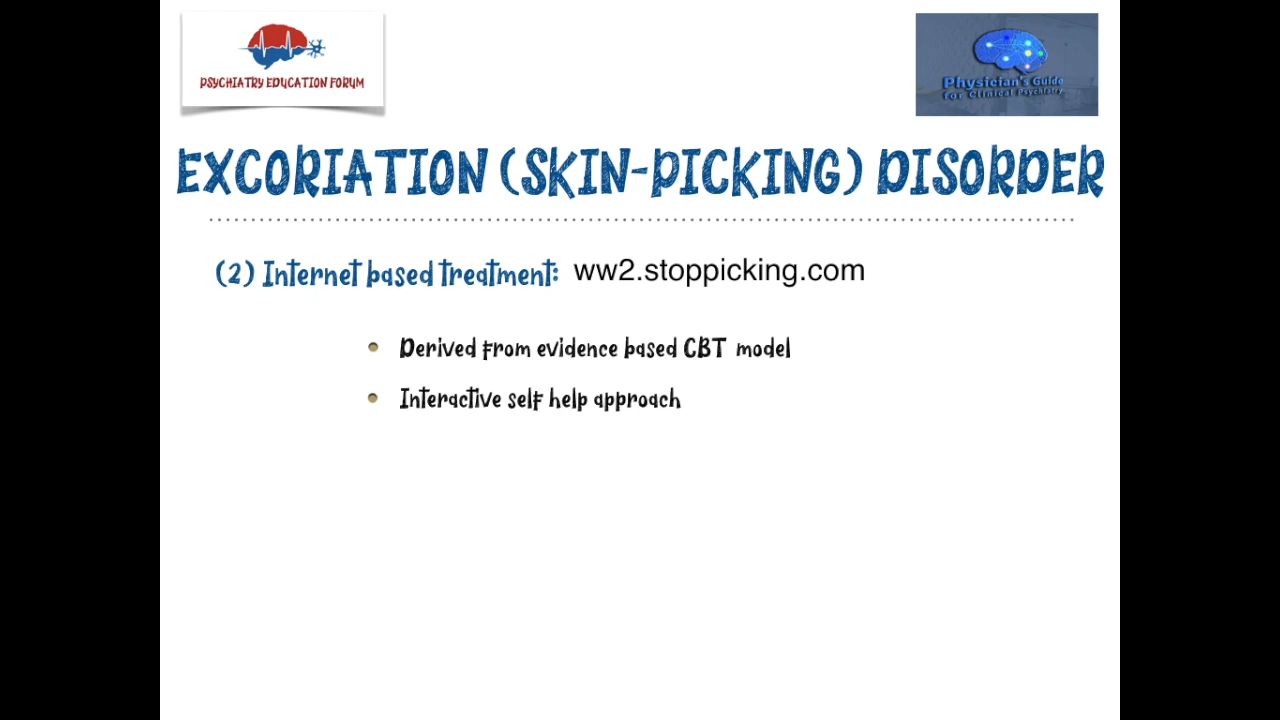 PSYCHIATRY EDUCATION FORUM
Physician's Guide
for Clinical Psychiatry
EXCORIATION (SKIN-PICKING) DISORDER
(2) Internet based treatment: ww2.stoppicking.com
Derived from evidence based CBT model
Interactive self help approach